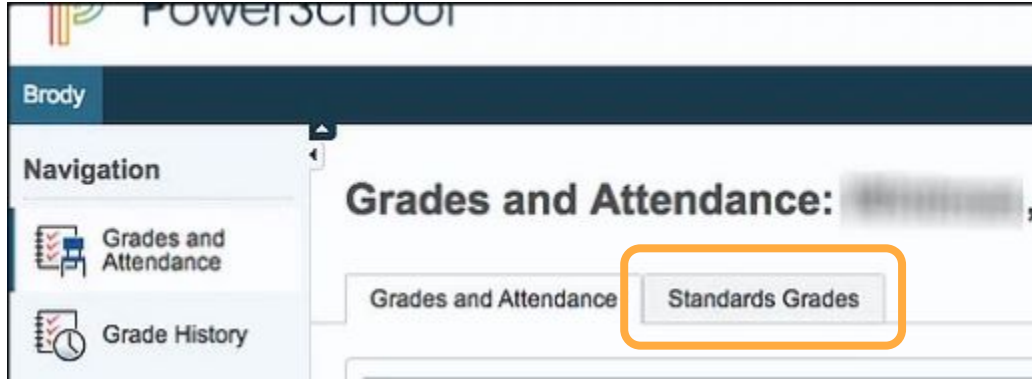 PowerSchool
Brody
Navigation
Grades and Attendance: ,
Grades and
Attendance
Grades and Attendance
Standards Grades
Grade History